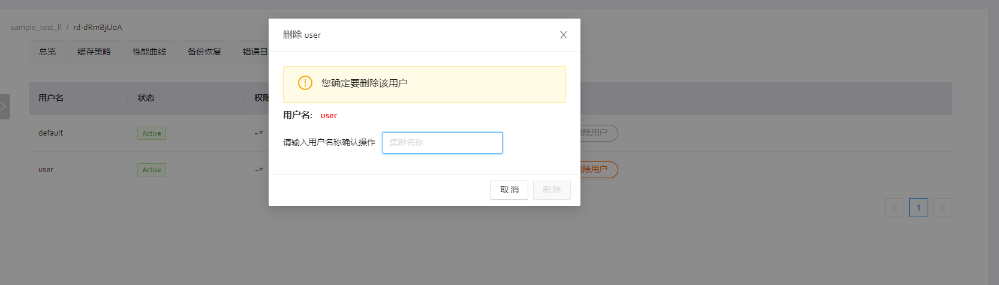 sample_test_ll / rd-dRmBjUoA
总览 缓存策略 性能曲线 备份恢复 错误日
用户名 状态 权限
default Active ~* 删除用户
user Active ~* 删除用户
1
删除 user
您确定要删除该用户
用户名: user
请输入用户名称确认操作 集群名称
取 消 删 除